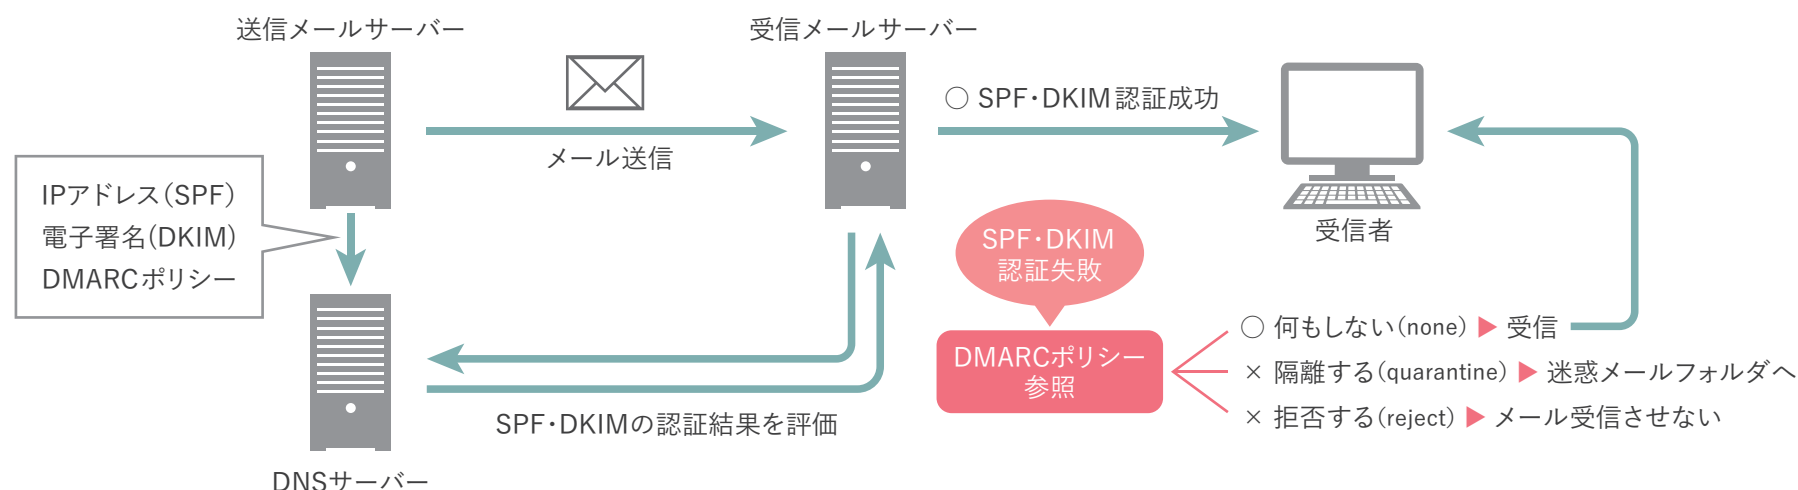 送信メールサーバー
受信メールサーバー
○ SPF・DKIM 認証成功
メール送信
IPアドレス(SPF)
電子署名(DKIM)
DMARCポリシー
受信者
SPF・DKIM
認証失敗
DMARCポリシー
参照
○ 何もしない(none) ▶ 受信
× 隔離する(quarantine) ▶ 迷惑メールフォルダへ
× 拒否する(reject) ▶ メール受信させない
SPF・DKIMの認証結果を評価
DNSサーバー